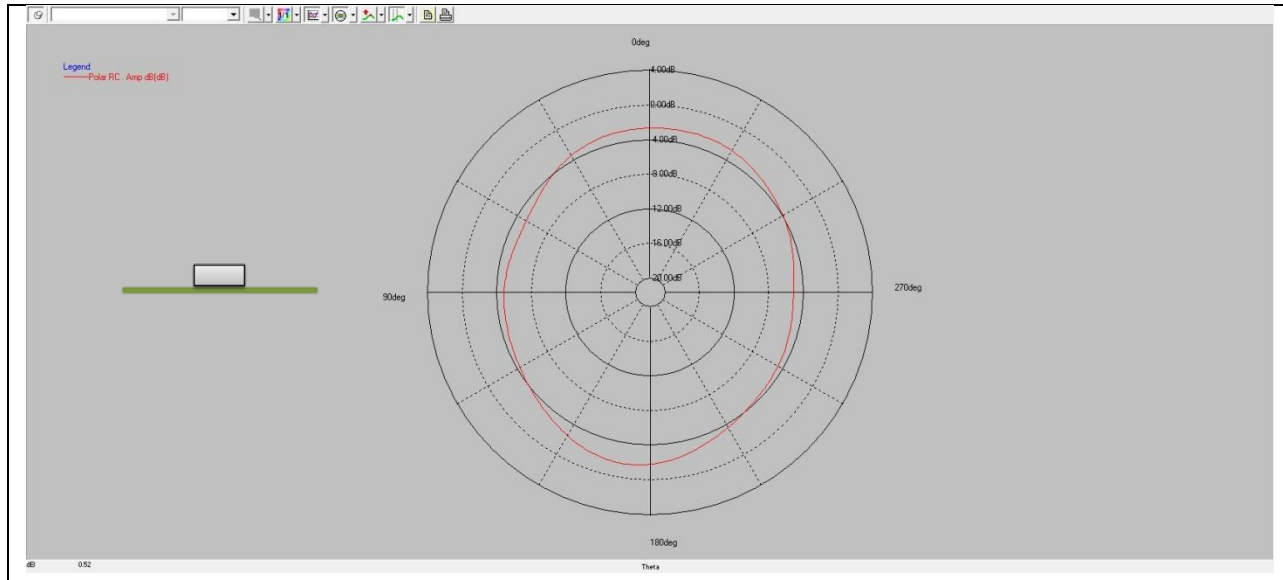 0deg
Legend
Polar RC . Amp dB(dB)
4.00dB
0.00dB
-4.00dB
-8.00dB
-12.00dB
-16.00dB
-20.00dB
90deg
270deg
180deg
dB 0.52 Theta